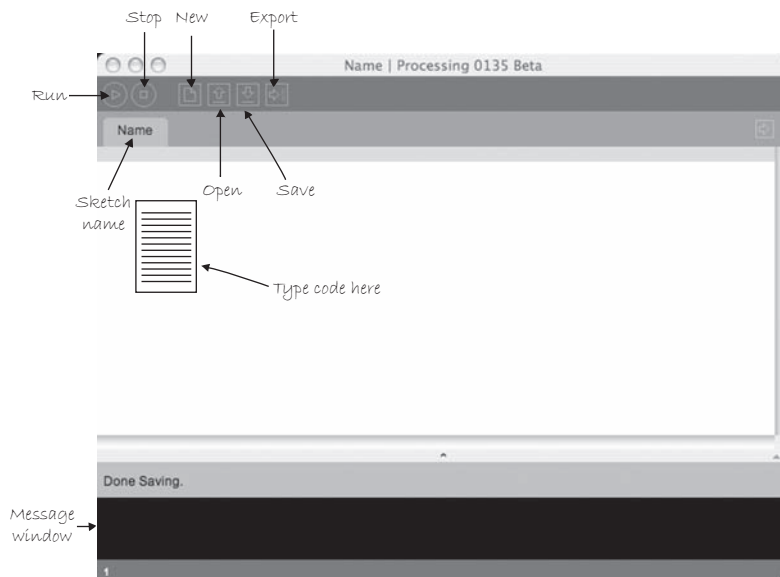 Stop New Export
Name | Processing 0135 Beta
Run
Name
Open Save
Sketch
name
Type code here
Done Saving.
Message
window
1